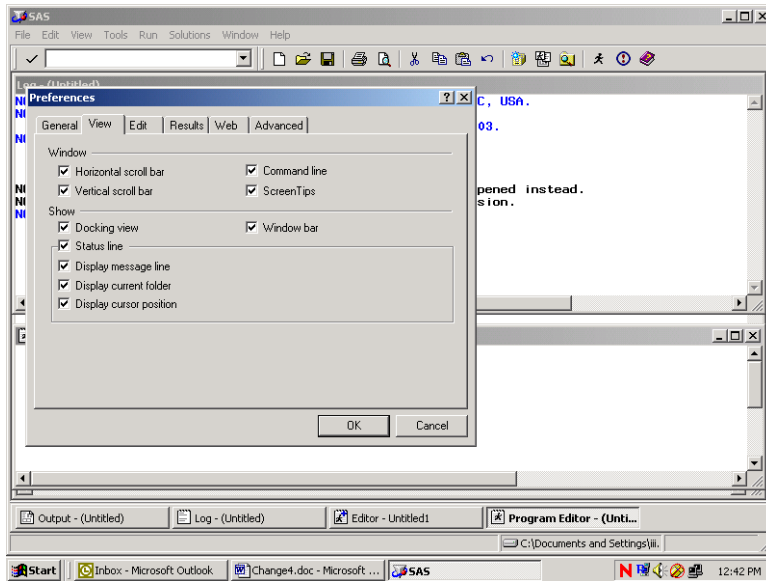 SAS
File Edit View Tools Run Solutions Window Help
Log - (Untitled)
Preferences
C, USA.
General View Edit Results Web Advanced
03.
Window
Horizontal scroll bar Command line
Vertical scroll bar ScreenTips
pened instead.
sion.
Show
Docking view Window bar
Status line
Display message line
Display current folder
Display cursor position
OK Cancel
Output - (Untitled) Log - (Untitled) Editor - Untitled1 Program Editor - (Unti...
C:\Documents and Settings\iii.
Start Inbox - Microsoft Outlook Change4.doc - Microsoft ... SAS 12:42 PM